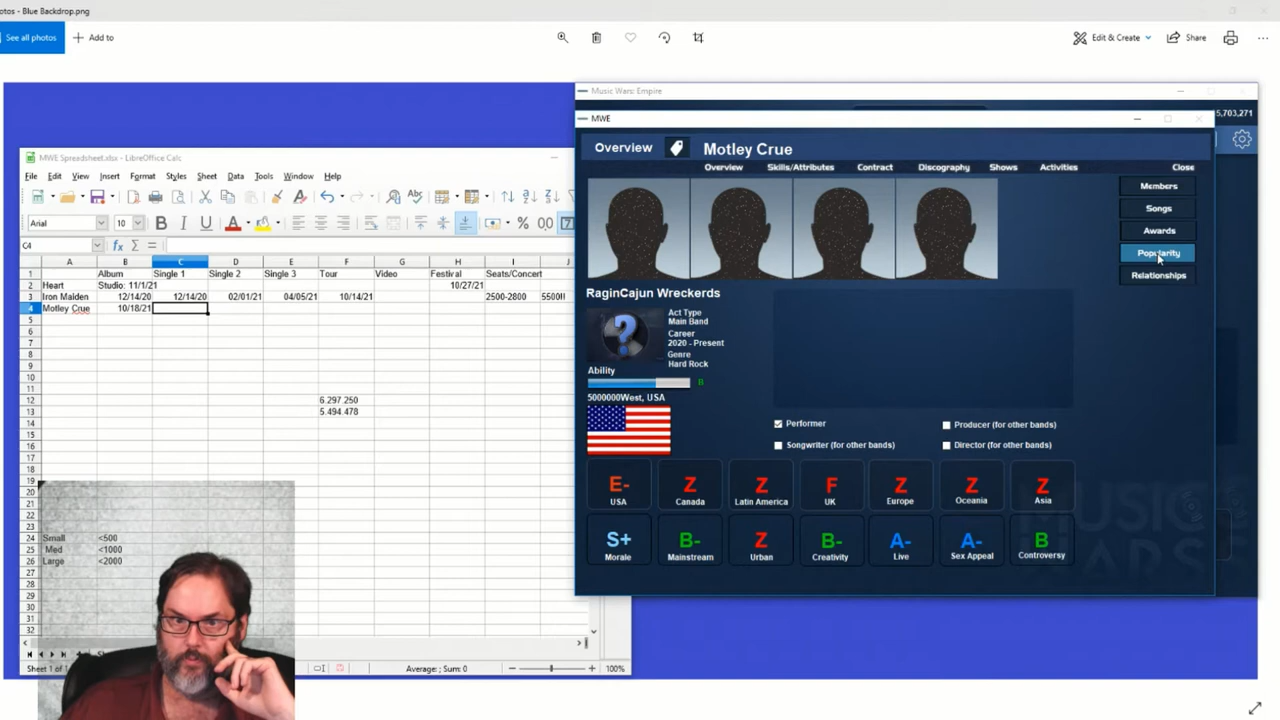 otos - Blue Backdrop.png
See all photos
Add to
Edit & Create
Share
Music Wars: Empire
5,703,271
MWE Spreadsheet.xlsx - LibreOffice Calc
File Edit View Insert Format Styles Sheet Data Tools Window Help
Arial 10
C4
A B C D E F G H I J
1 Album Single 1 Single 2 Single 3 Tour Video Festival Seats/Concert
2 Heart Studio: 11/1/21 10/27/21
3 Iron Maiden 12/14/20 12/14/20 02/01/21 04/05/21 10/14/21 2500-2800 5500!!
4 Motley Crue 10/18/21
5
6
7
8
9
10
11
12 6.297.250
13 5.494.478
14
15
16
17
18
19
20
21
22
23
24 Small <500
25 Med <1000
26 Large <2000
27
28
29
30
31
32
Sheet 1 of 1
Average: ; Sum: 0
100%
MWE
Overview
Motley Crue
Overview Skills/Attributes Contract Discography Shows Activities Close
Members
Songs
Awards
Popularity
Relationships
RaginCajun Wreckerds
Act Type
Main Band
Career
2020 - Present
Genre
Hard Rock
Ability
B
5000000West, USA
Performer
Producer (for other bands)
Songwriter (for other bands)
Director (for other bands)
E- Z Z F Z Z Z
USA Canada Latin America UK Europe Oceania Asia
S+ B- Z B- A- A- B
Morale Mainstream Urban Creativity Live Sex Appeal Controversy